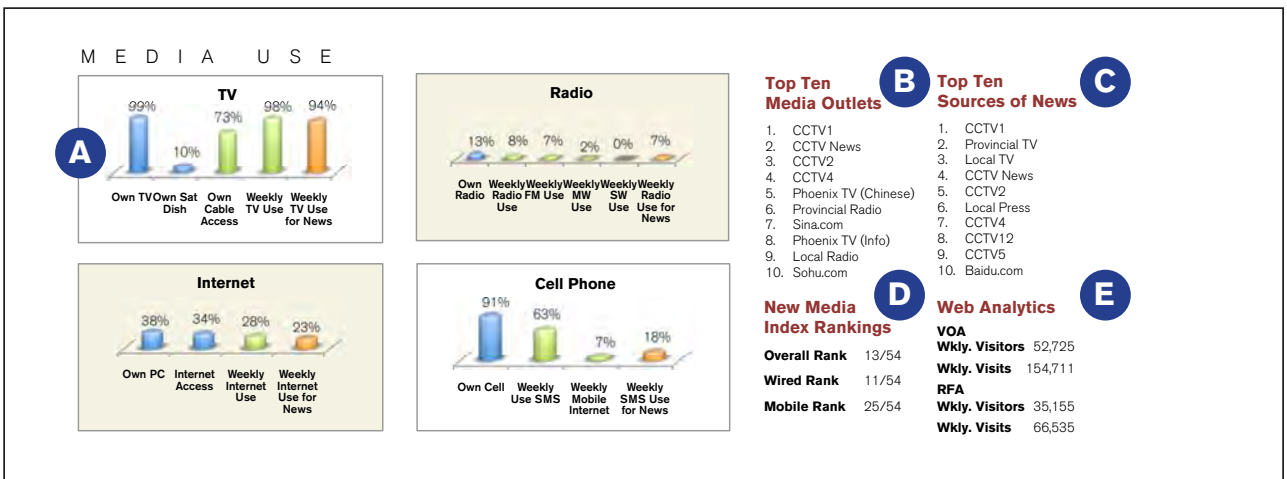 MEDIA USE
A
TV
99%
10%
73%
98%
94%
Own TV
Own Sat
Dish
Own
Cable
Access
Weekly
TV Use
Weekly
TV Use
for News
Radio
13%
8%
7%
2%
0%
7%
Own
Radio
Weekly
Radio
Use
Weekly
FM Use
Weekly
MW
Use
Weekly
SW
Use
Weekly
Radio
Use for
News
Internet
38%
34%
28%
23%
Own PC
Internet
Access
Weekly
Internet
Use
Weekly
Internet
Use for
News
Cell Phone
91%
63%
7%
18%
Own Cell
Weekly
Use SMS
Weekly
Mobile
Internet
Weekly
SMS Use
for News
B
Top Ten
Media Outlets
1. CCTV1
2. CCTV News
3. CCTV2
4. CCTV4
5. Phoenix TV (Chinese)
6. Provincial Radio
7. Sina.com
8. Phoenix TV (Info)
9. Local Radio
10. Sohu.com
C
Top Ten
Sources of News
1. CCTV1
2. Provincial TV
3. Local TV
4. CCTV News
5. CCTV2
6. Local Press
7. CCTV4
8. CCTV12
9. CCTV5
10. Baidu.com
D
New Media
Index Rankings
Overall Rank 13/54
Wired Rank 11/54
Mobile Rank 25/54
E
Web Analytics
VOA
Wkly. Visitors 52,725
Wkly. Visits 154,711
RFA
Wkly. Visitors 35,155
Wkly. Visits 66,535